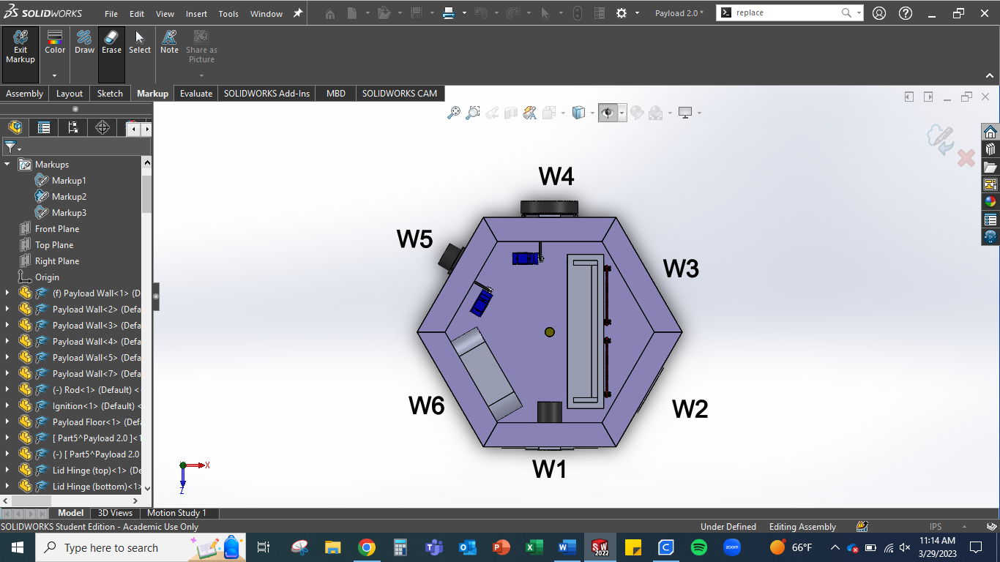 SOLIDWORKS File Edit View Insert Tools Window Payload 2.0 * replace
Exit Markup Color Draw Erase Select Note Share as Picture
Assembly Layout Sketch Markup Evaluate SOLIDWORKS Add-Ins MBD SOLIDWORKS CAM
Markups
Markup1
Markup2
Markup3
Front Plane
Top Plane
Right Plane
Origin
(f) Payload Wall<1> (D
Payload Wall<2> (Defa
Payload Wall<3> (Defa
Payload Wall<4> (Defa
Payload Wall<5> (Defa
Payload Wall<7> (Defa
(-) Rod<1> (Default) <
Ignition<1> (Default) <
Payload Floor<1> (Defa
[ Part5^Payload 2.0 ]<1
(-) [ Part5^Payload 2.0
Lid Hinge (top)<1> (De
Lid Hinge (bottom)<1>
W4
W5
W3
W6
W2
W1
X
Z
Model 3D Views Motion Study 1
SOLIDWORKS Student Edition - Academic Use Only Under Defined Editing Assembly IPS
Type here to search SW 2022 zoom 66°F 11:14 AM
3/29/2023